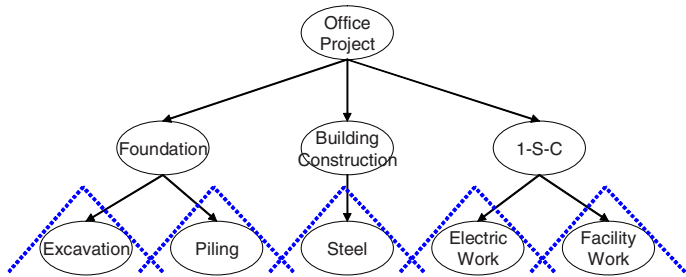 Office
Project
Foundation
Building
Construction
1-S-C
Excavation
Piling
Steel
Electric
Work
Facility
Work